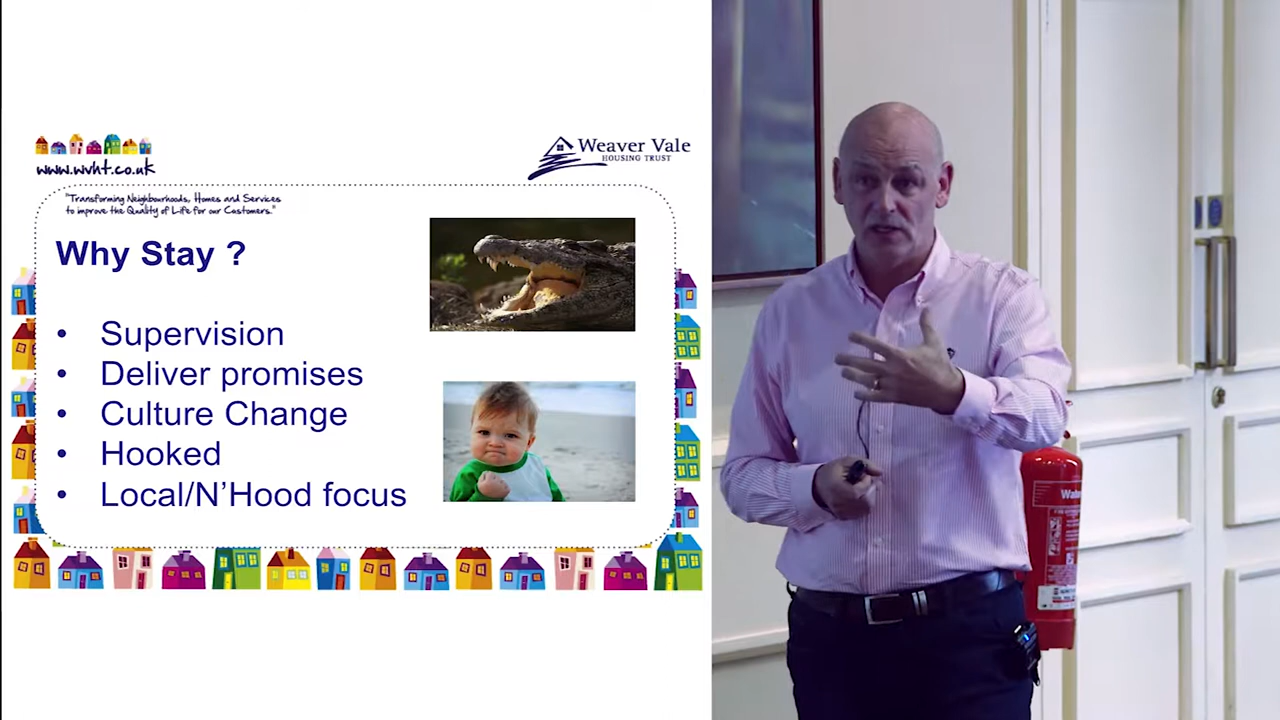 www.wvht.co.uk
Weaver Vale
HOUSING TRUST
"Transforming Neighbourhoods, Homes and Services
to improve the Quality of Life for our Customers."
Why Stay ?
• Supervision
• Deliver promises
• Culture Change
• Hooked
• Local/N'Hood focus